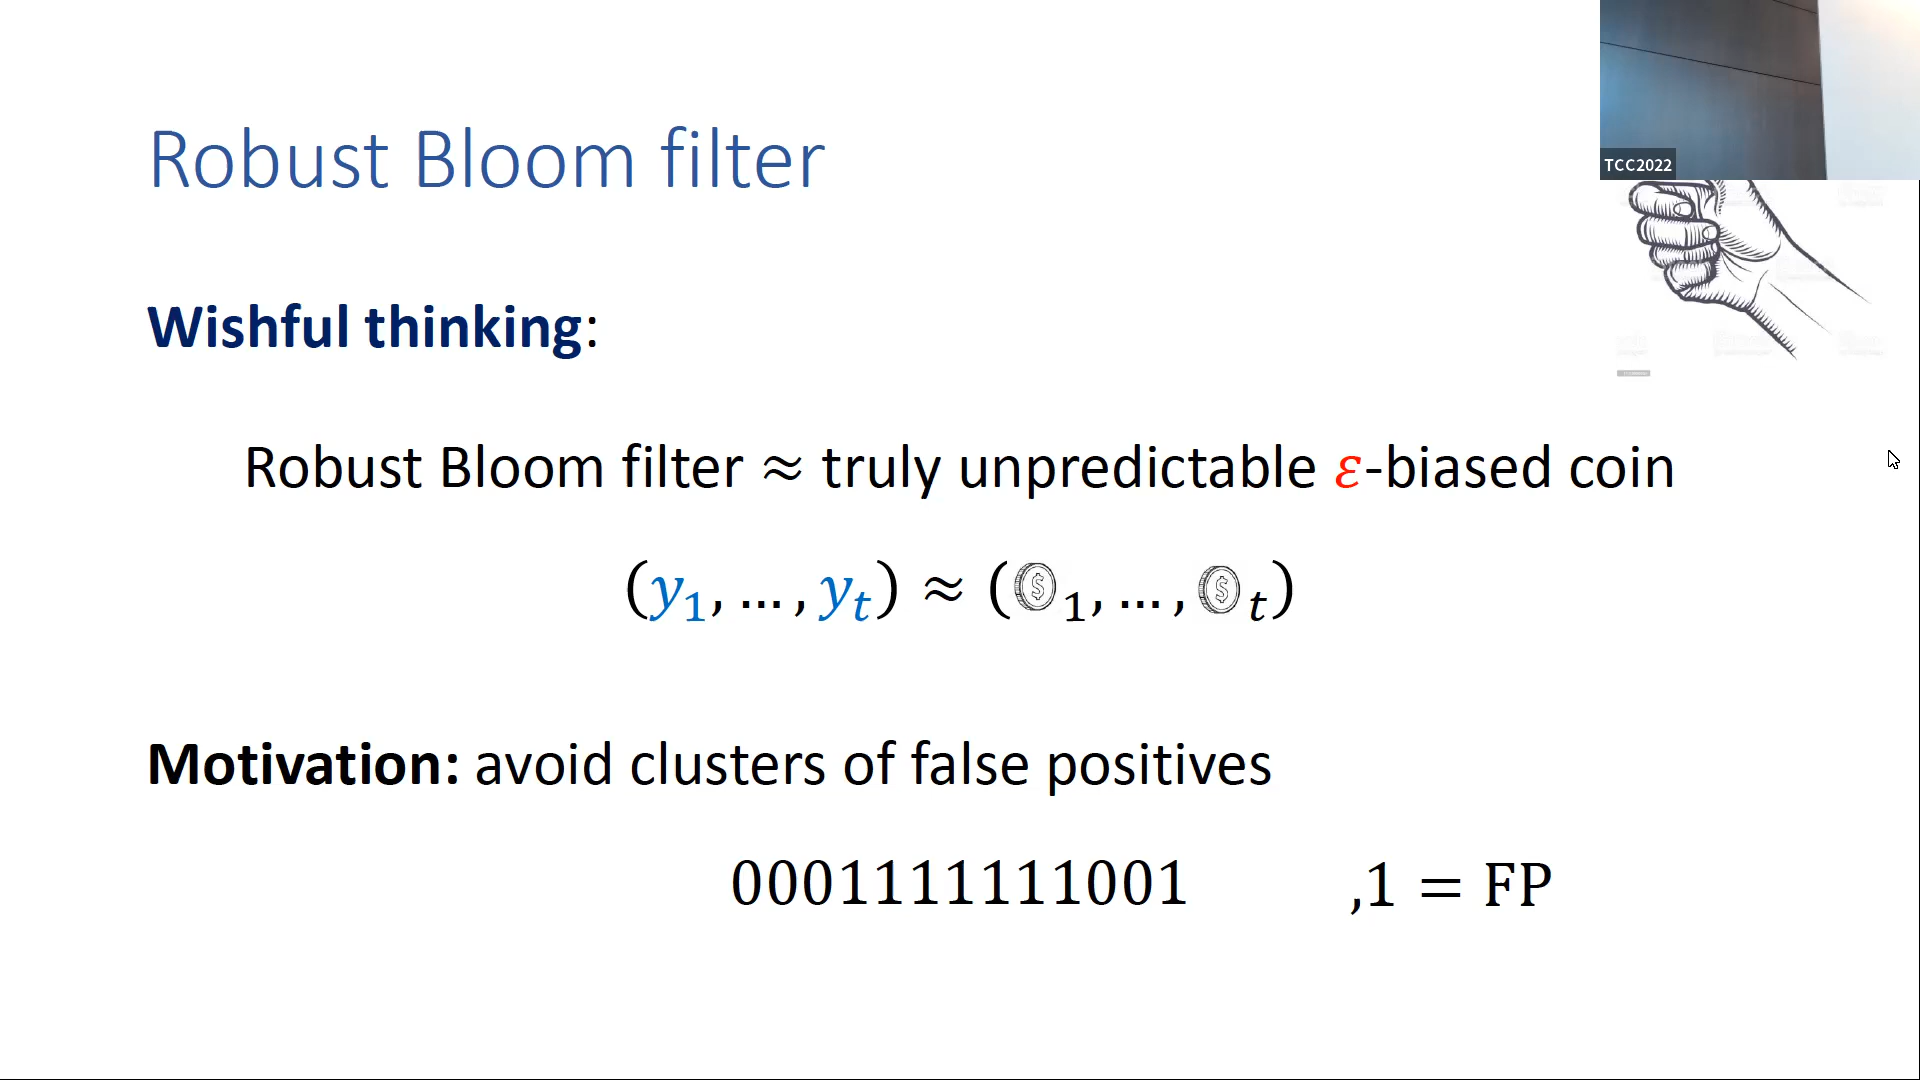 Robust Bloom filter
TCC2022
Wishful thinking:
Robust Bloom filter ≈ truly unpredictable ε-biased coin
(y₁, … , yₜ) ≈ ($₁, … , $ₜ)
Motivation: avoid clusters of false positives
0001111111001 ,1 = FP